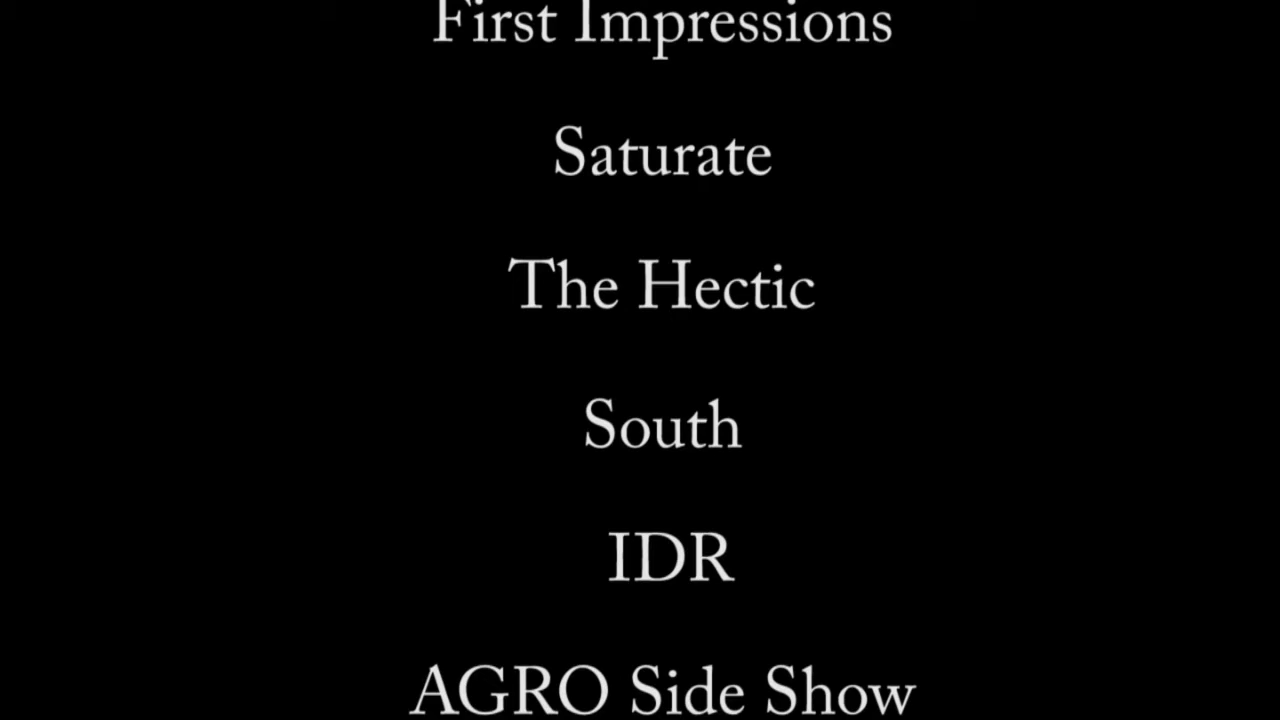 First Impressions
Saturate
The Hectic
South
IDR
AGRO Side Show